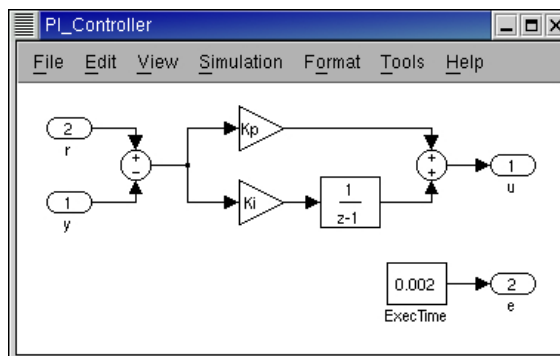 PI_Controller
File Edit View Simulation Format Tools Help
2
r
+
−
1
y
Kp
Ki
1
z-1
+
+
1
u
0.002
ExecTime
2
e